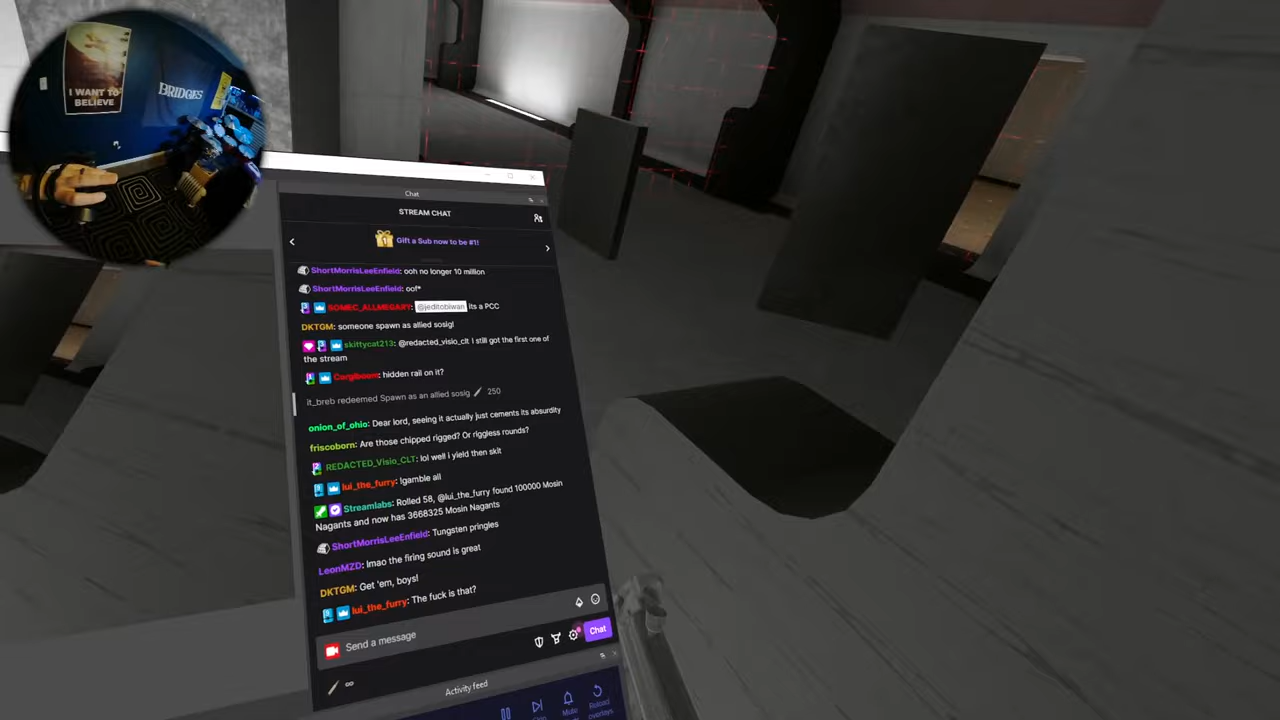 I WANT TO
BELIEVE
BRIDGES
Chat
STREAM CHAT
Gift a Sub now to be #1!
ShortMorrisLeeEnfield: ooh no longer 10 million
ShortMorrisLeeEnfield: oof*
SOMEC_ALLMEGARY: @jeditobiwan its a PCC
DKTGM: someone spawn as allied sosig!
skittycat213: @redacted_visio_clt I still got the first one of
the stream
CorgiBoom: hidden rail on it?
it_breb redeemed Spawn as an allied sosig 250
onion_of_ohio: Dear lord, seeing it actually just cements its absurdity
friscoborn: Are those chipped rigged? Or riggless rounds?
REDACTED_Visio_CLT: lol well i yield then skit
lui_the_furry: !gamble all
Streamlabs: Rolled 58, @lui_the_furry found 100000 Mosin
Nagants and now has 3668325 Mosin Nagants
ShortMorrisLeeEnfield: Tungsten pringles
LeonMZD: lmao the firing sound is great
DKTGM: Get 'em, boys!
lui_the_furry: The fuck is that?
Send a message
Chat
Activity feed
Mute
Reload
overlays